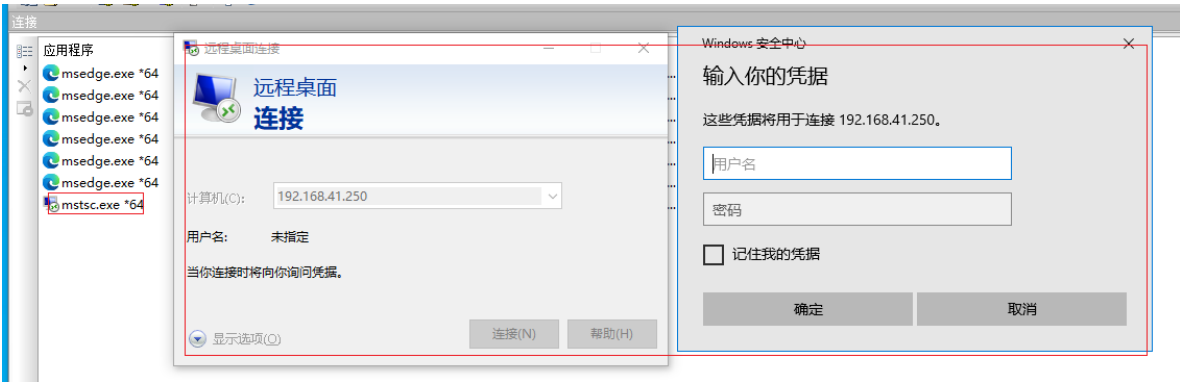 连接
应用程序
msedge.exe *64
msedge.exe *64
msedge.exe *64
msedge.exe *64
msedge.exe *64
msedge.exe *64
mstsc.exe *64
远程桌面连接
远程桌面
连接
计算机(C):
192.168.41.250
用户名:
未指定
当你连接时将向你询问凭据。
显示选项(O)
连接(N)
帮助(H)
Windows 安全中心
输入你的凭据
这些凭据将用于连接 192.168.41.250。
用户名
密码
记住我的凭据
确定
取消